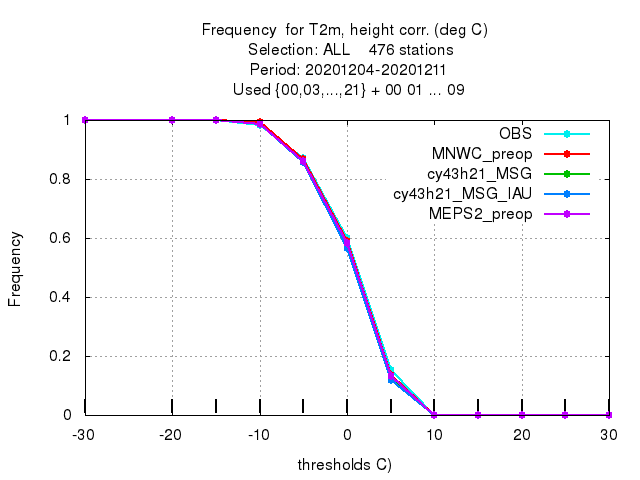 Frequency  for T2m, height corr. (deg C)
Selection: ALL    476 stations
Period: 20201204-20201211
Used {00,03,...,21} + 00 01 ... 09
OBS
MNWC_preop
cy43h21_MSG
cy43h21_MSG_IAU
MEPS2_preop
Frequency
1
0.8
0.6
0.4
0.2
0
-30 -20 -10 0 10 20 30
thresholds C)